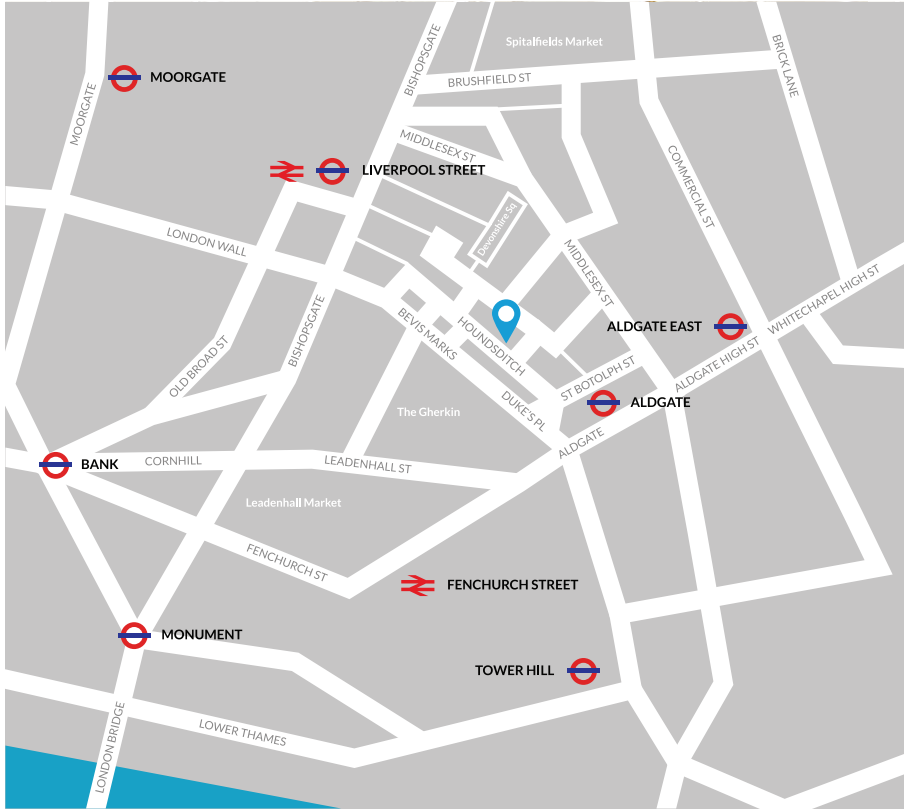 Spitalfields Market
BRUSHFIELD ST
BISHOPSGATE
BRICK LANE
MOORGATE
MOORGATE
MIDDLESEX ST
COMMERCIAL ST
LIVERPOOL STREET
Devonshire Sq
LONDON WALL
MIDDLESEX ST
WHITECHAPEL HIGH ST
BISHOPSGATE
BEVIS MARKS
HOUNDSDITCH
ALDGATE EAST
OLD BROAD ST
ST BOTOLPH ST
ALDGATE HIGH ST
The Gherkin
DUKE'S PL
ALDGATE
ALDGATE
BANK
CORNHILL
LEADENHALL ST
Leadenhall Market
FENCHURCH ST
FENCHURCH STREET
MONUMENT
TOWER HILL
LONDON BRIDGE
LOWER THAMES